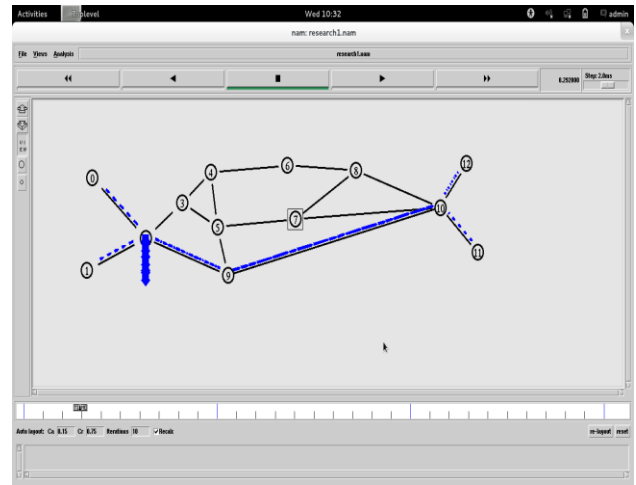 Activities
Wed 10:32
admin
nam: research1.nam
File Views Analysis
research1.nam
0.252000
Step: 2.0ms
0
1
3
4
5
6
7
8
9
10
11
12
Auto layout: Ca 0.15 Cr 0.75 Iterations 10 Recalc
re-layout reset